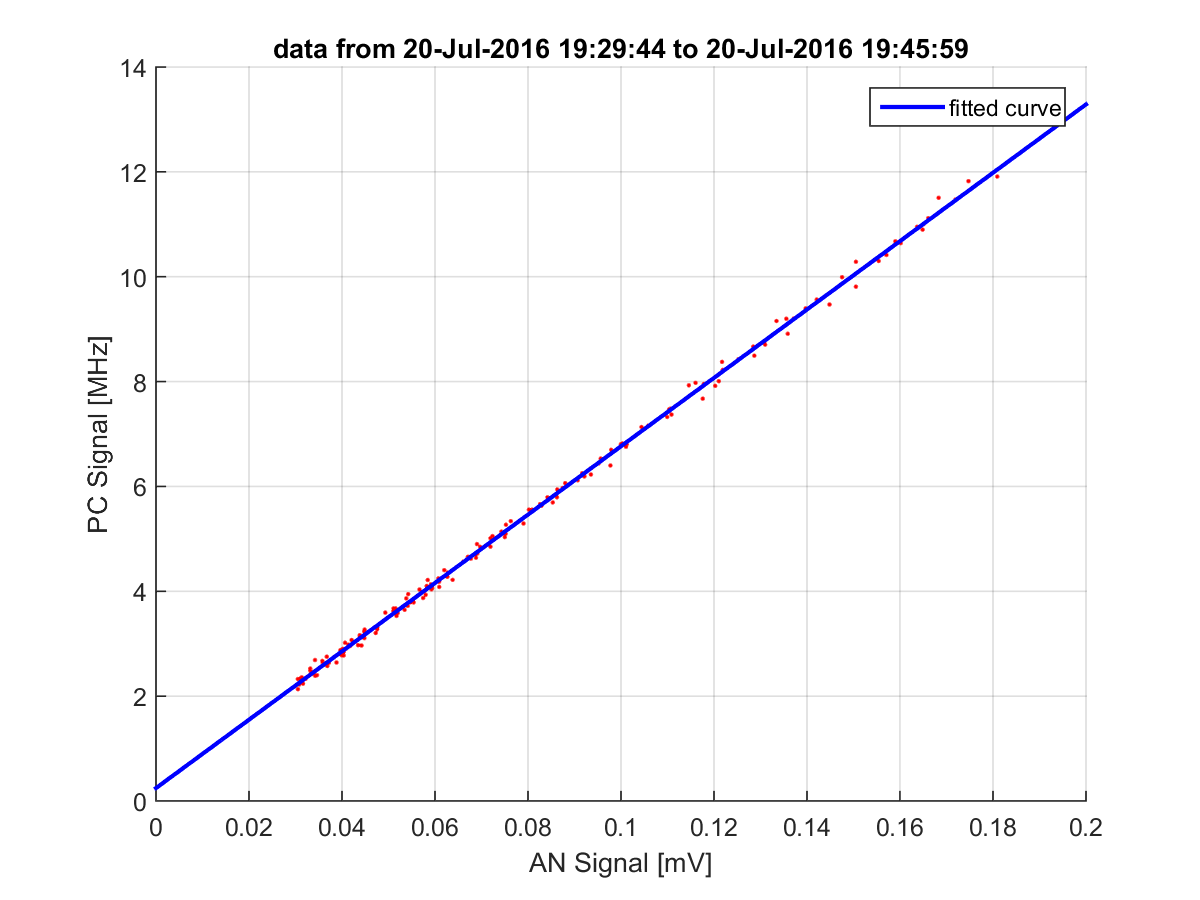 data from 20-Jul-2016 19:29:44 to 20-Jul-2016 19:45:59
fitted curve
14
12
10
8
6
4
2
0
PC Signal [MHz]
0 0.02 0.04 0.06 0.08 0.1 0.12 0.14 0.16 0.18 0.2
AN Signal [mV]